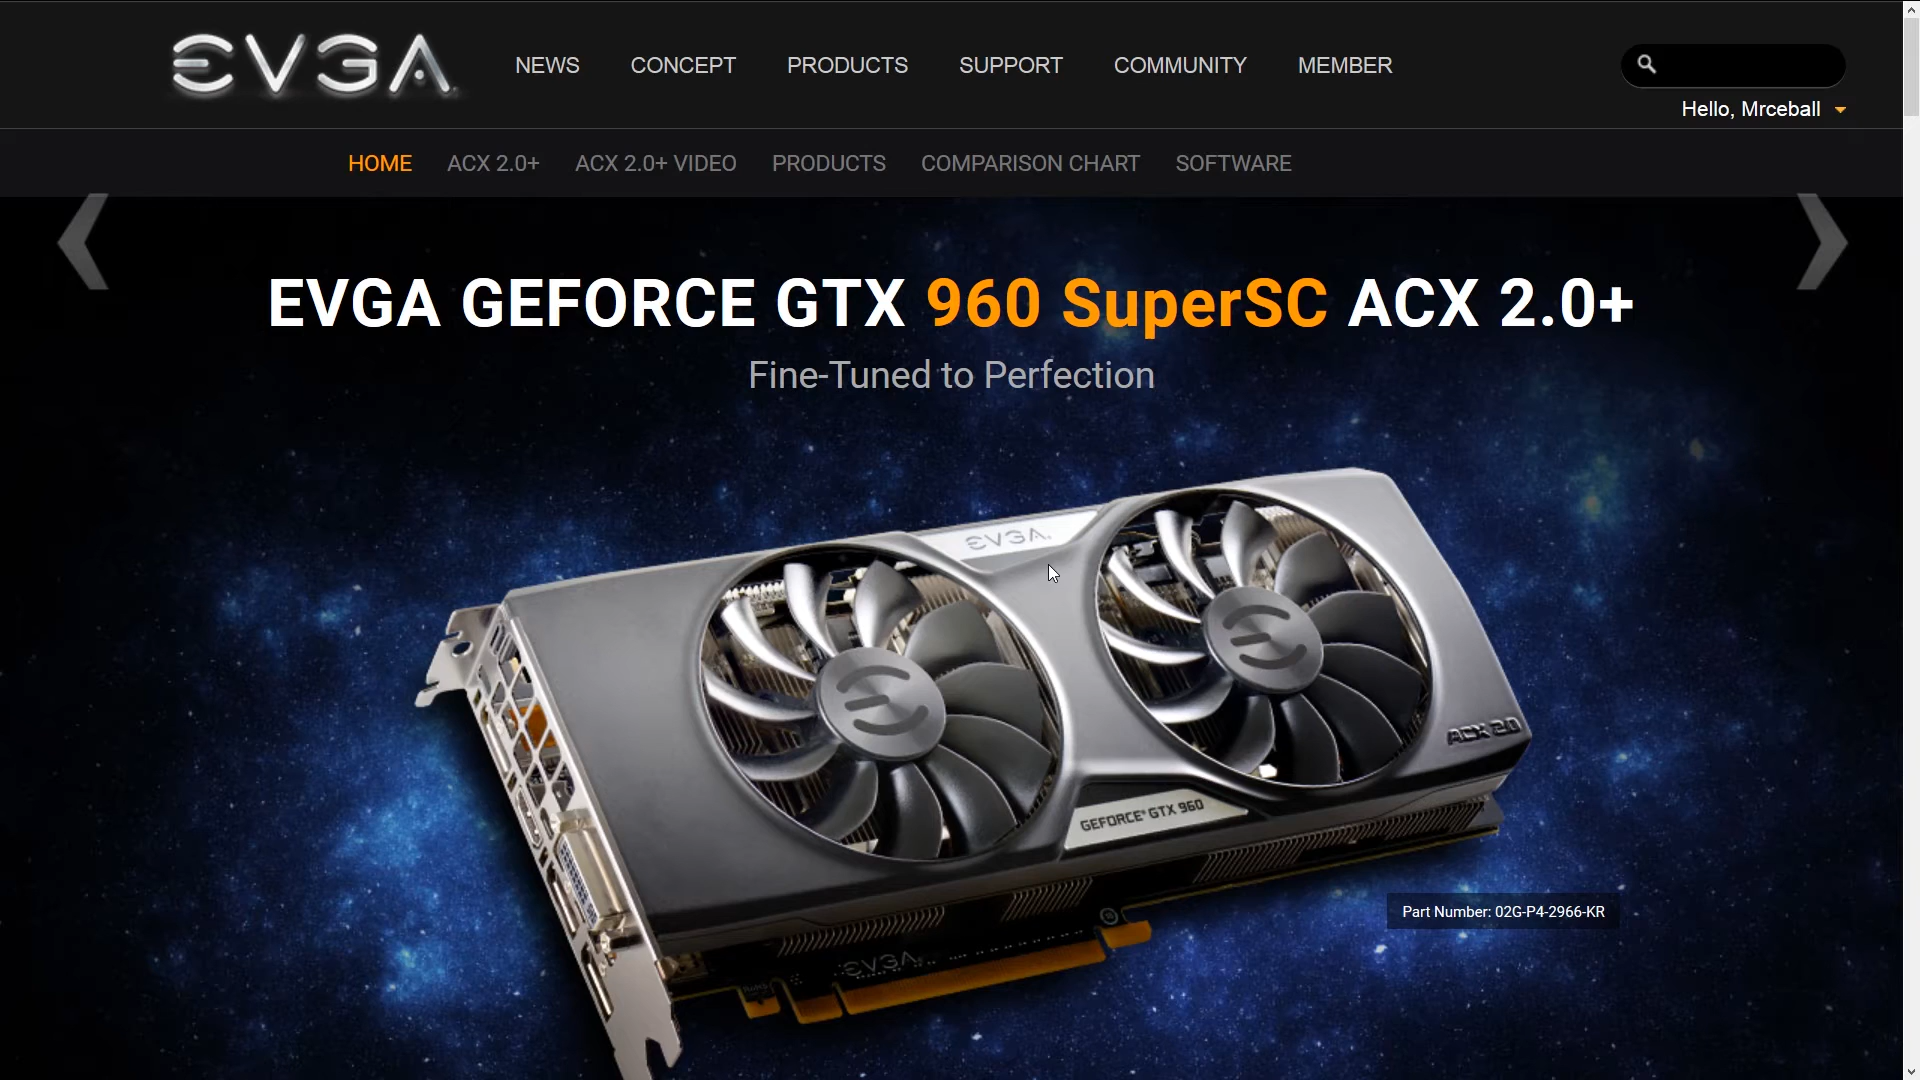 EVGA
NEWS CONCEPT PRODUCTS SUPPORT COMMUNITY MEMBER
Hello, Mrceball
HOME ACX 2.0+ ACX 2.0+ VIDEO PRODUCTS COMPARISON CHART SOFTWARE
EVGA GEFORCE GTX 960 SuperSC ACX 2.0+
Fine-Tuned to Perfection
EVGA
ACX 2.0
GEFORCE® GTX 960
Part Number: 02G-P4-2966-KR
EVGA